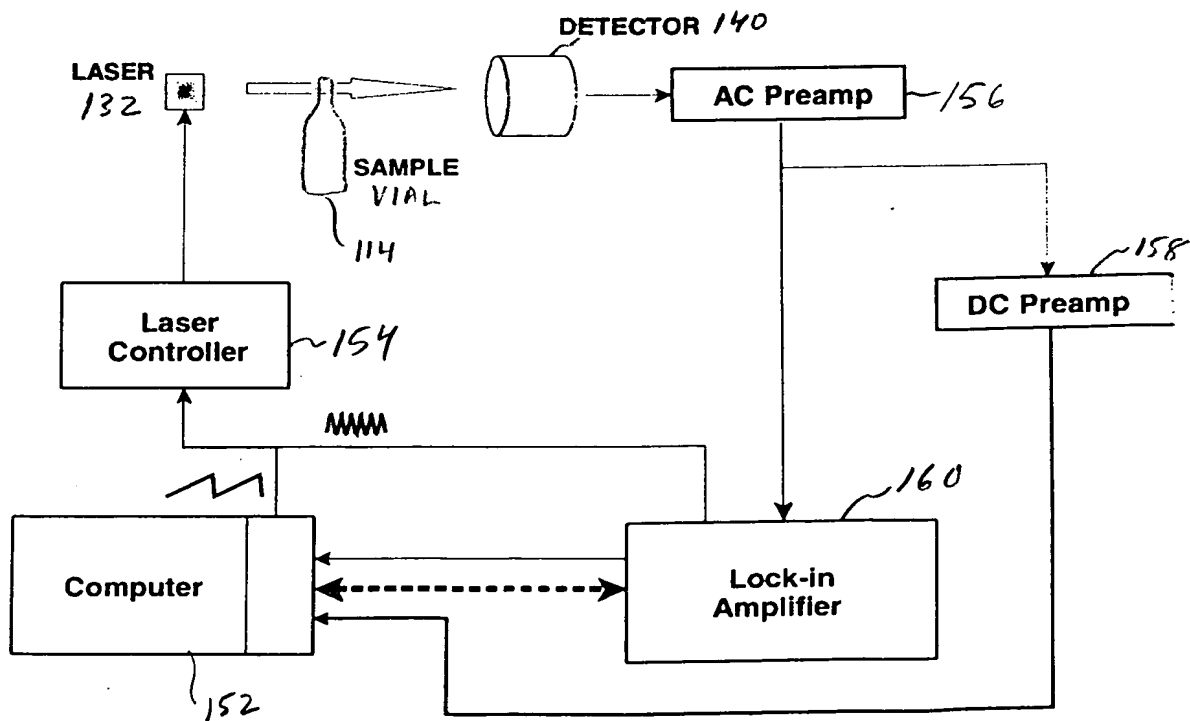 DETECTOR 140
LASER
132
AC Preamp
156
SAMPLE
VIAL
114
158
DC Preamp
Laser
Controller
154
160
Computer
Lock-in
Amplifier
152